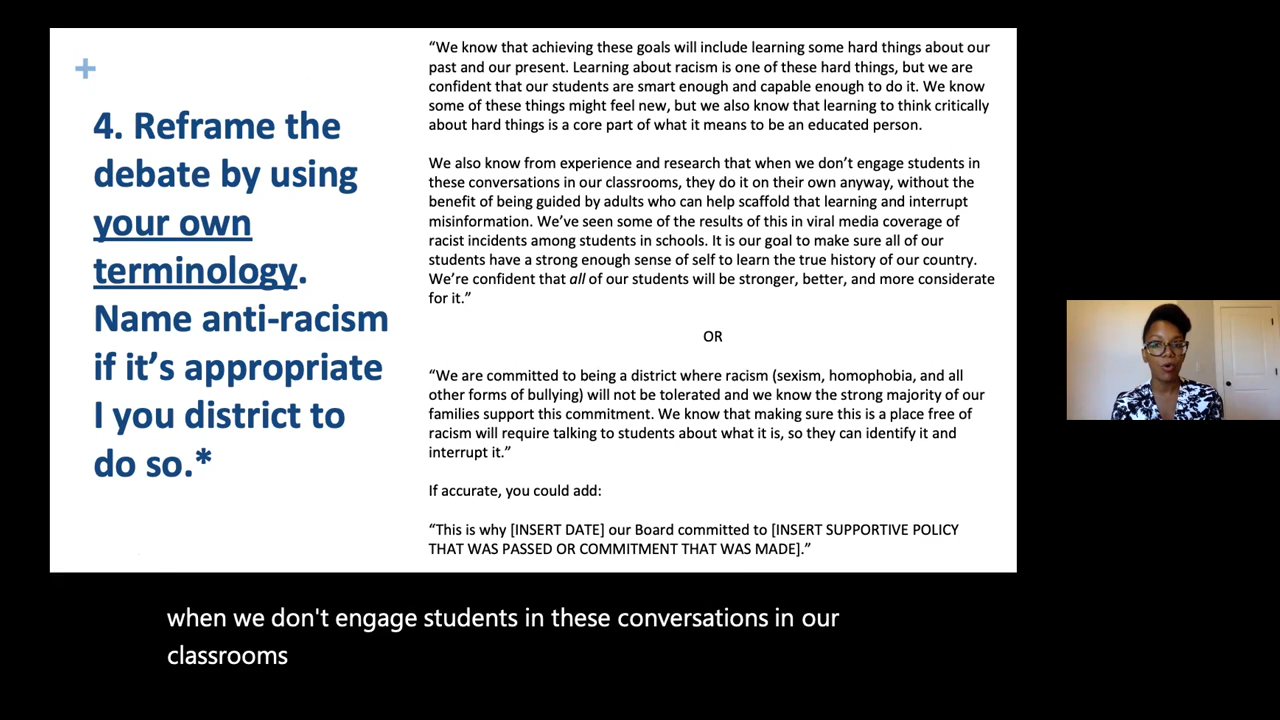 +
4. Reframe the
debate by using
your own
terminology.
Name anti-racism
if it’s appropriate
I you district to
do so.*
“We know that achieving these goals will include learning some hard things about our
past and our present. Learning about racism is one of these hard things, but we are
confident that our students are smart enough and capable enough to do it. We know
some of these things might feel new, but we also know that learning to think critically
about hard things is a core part of what it means to be an educated person.
We also know from experience and research that when we don’t engage students in
these conversations in our classrooms, they do it on their own anyway, without the
benefit of being guided by adults who can help scaffold that learning and interrupt
misinformation. We’ve seen some of the results of this in viral media coverage of
racist incidents among students in schools. It is our goal to make sure all of our
students have a strong enough sense of self to learn the true history of our country.
We’re confident that all of our students will be stronger, better, and more considerate
for it.”
OR
“We are committed to being a district where racism (sexism, homophobia, and all
other forms of bullying) will not be tolerated and we know the strong majority of our
families support this commitment. We know that making sure this is a place free of
racism will require talking to students about what it is, so they can identify it and
interrupt it.”
If accurate, you could add:
“This is why [INSERT DATE] our Board committed to [INSERT SUPPORTIVE POLICY
THAT WAS PASSED OR COMMITMENT THAT WAS MADE].”
when we don't engage students in these conversations in our
classrooms